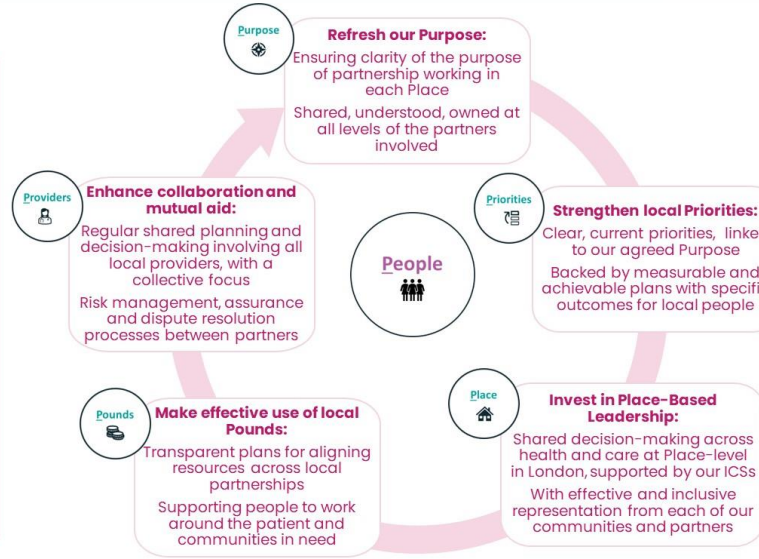 Purpose
Refresh our Purpose:
Ensuring clarity of the purpose
of partnership working in
each Place
Shared, understood, owned at
all levels of the partners
involved
Priorities
Strengthen local Priorities:
Clear, current priorities, linke
to our agreed Purpose
Backed by measurable and
achievable plans with specifi
outcomes for local people
Place
Invest in Place-Based
Leadership:
Shared decision-making across
health and care at Place-level
in London, supported by our ICSs
With effective and inclusive
representation from each of our
communities and partners
Pounds
Make effective use of local
Pounds:
Transparent plans for aligning
resources across local
partnerships
Supporting people to work
around the patient and
communities in need
Providers
Enhance collaboration and
mutual aid:
Regular shared planning and
decision-making involving all
local providers, with a
collective focus
Risk management, assurance
and dispute resolution
processes between partners
People